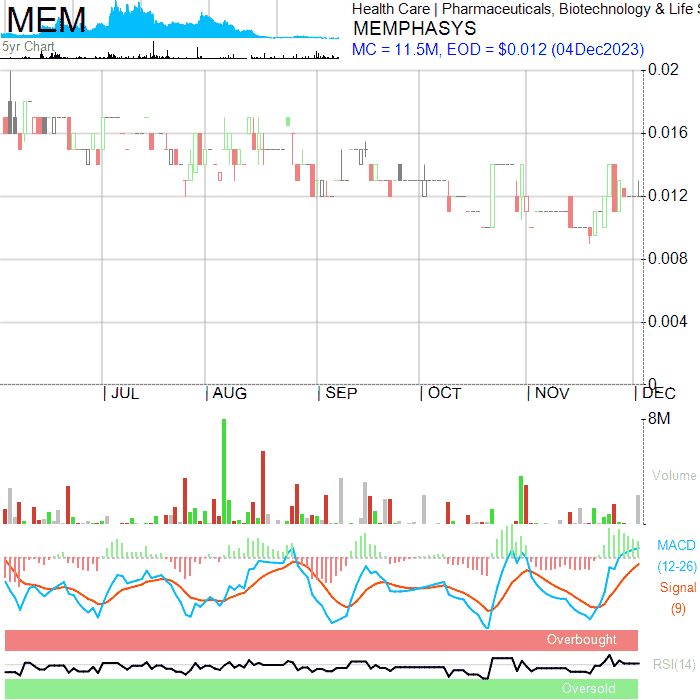 MEM
5yr Chart
Health Care | Pharmaceuticals, Biotechnology & Life S
MEMPHASYS
MC = 11.5M, EOD = $0.012 (04Dec2023)
0.02
0.016
0.012
0.008
0.004
0
JUL AUG SEP OCT NOV DEC
8M
Volume
MACD
(12-26)
Signal
(9)
Overbought
RSI(14)
Oversold